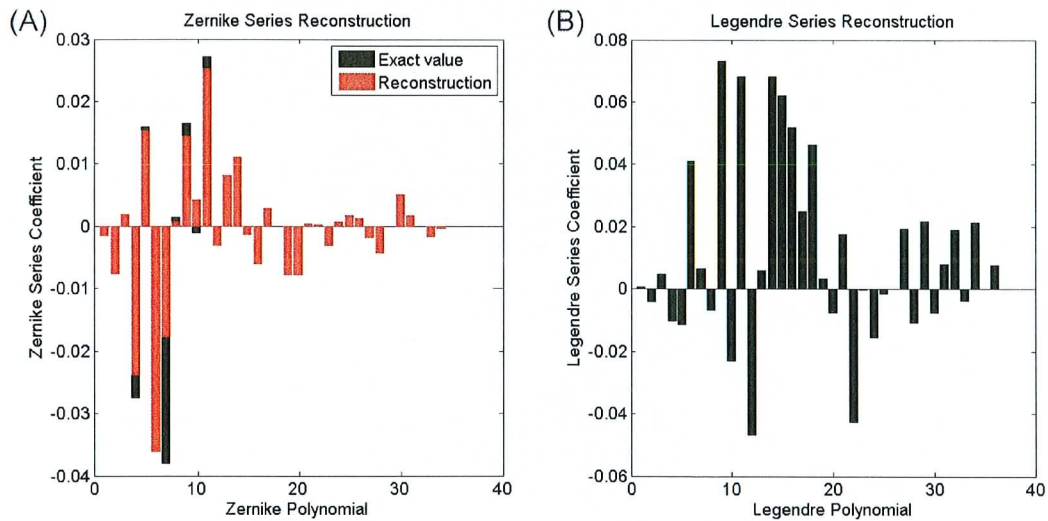 (A)
Zernike Series Reconstruction
0.03
0.02
0.01
0
-0.01
-0.02
-0.03
-0.04
Zernike Series Coefficient
Exact value
Reconstruction
0 10 20 30 40
Zernike Polynomial
(B)
Legendre Series Reconstruction
0.08
0.06
0.04
0.02
0
-0.02
-0.04
-0.06
Legendre Series Coefficient
0 10 20 30 40
Legendre Polynomial